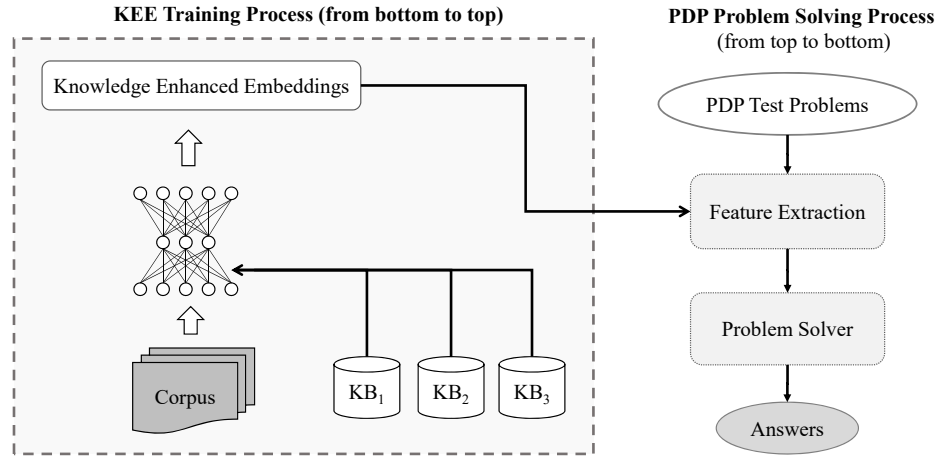 KEE Training Process (from bottom to top)
Knowledge Enhanced Embeddings
Corpus
KB₁
KB₂
KB₃
PDP Problem Solving Process
(from top to bottom)
PDP Test Problems
Feature Extraction
Problem Solver
Answers